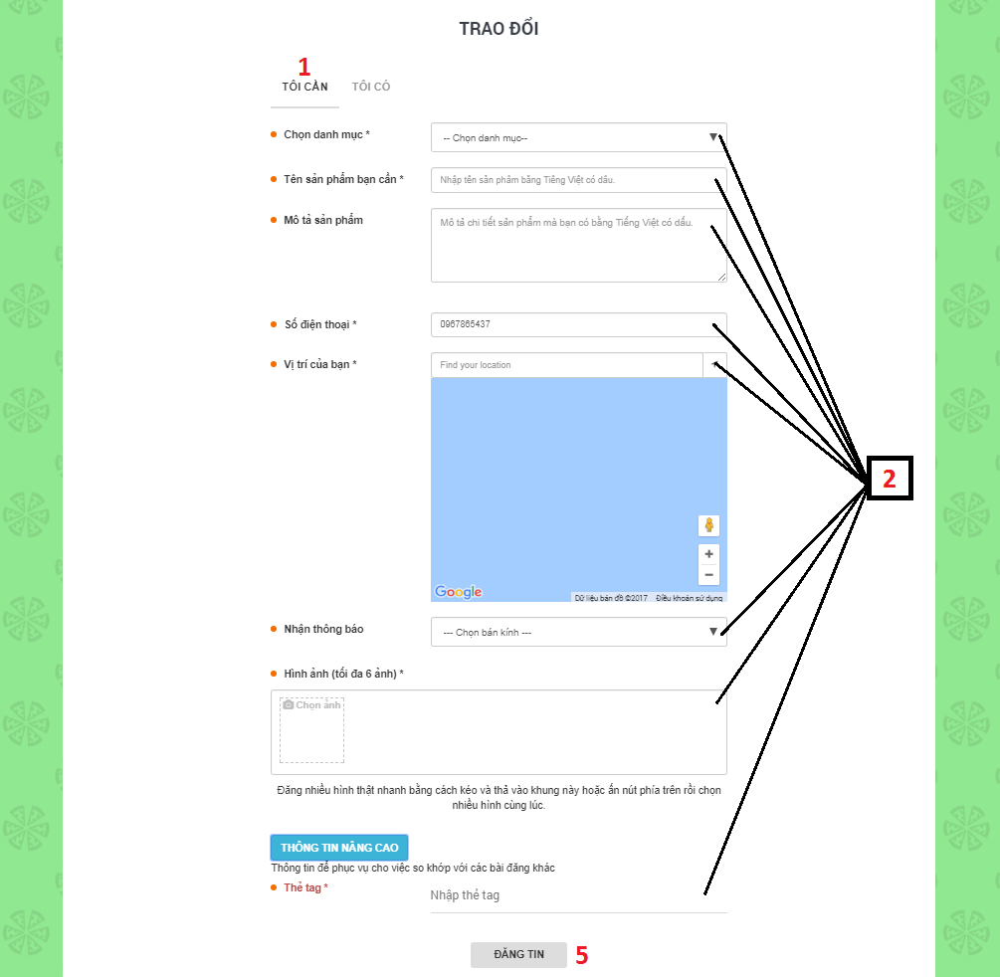 TRAO ĐỔI
1
TÔI CẦN TÔI CÓ
Chọn danh mục *
-- Chọn danh mục--
Tên sản phẩm bạn cần *
Nhập tên sản phẩm bằng Tiếng Việt có dấu.
Mô tả sản phẩm
Mô tả chi tiết sản phẩm mà bạn có bằng Tiếng Việt có dấu.
Số điện thoại *
0967865437
Vị trí của bạn *
Find your location
2
Google
Dữ liệu bản đồ ©2017 Điều khoản sử dụng
Nhận thông báo
--- Chọn bán kính ---
Hình ảnh (tối đa 6 ảnh) *
Chọn ảnh
Đăng nhiều hình thật nhanh bằng cách kéo và thả vào khung này hoặc ấn nút phía trên rồi chọn
nhiều hình cùng lúc.
THÔNG TIN NÂNG CAO
Thông tin để phục vụ cho việc so khớp với các bài đăng khác
Thẻ tag *
Nhập thẻ tag
ĐĂNG TIN 5